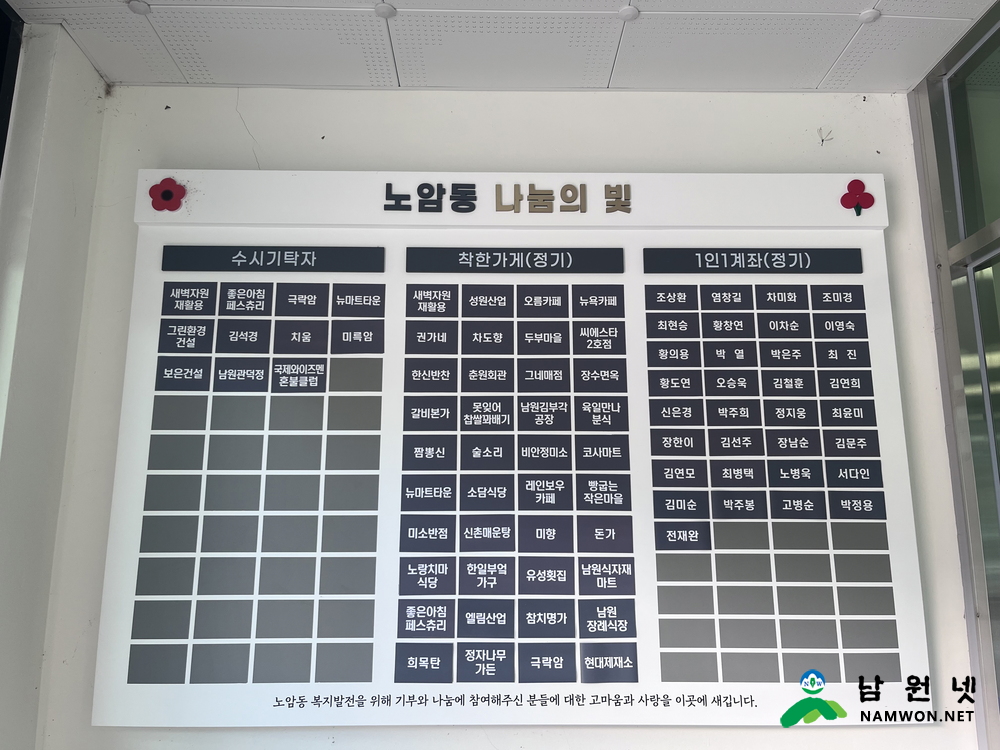 노암동 나눔의 빛
수시기탁자
새벽자원 재활용 좋은아침 페스츄리 극락암 뉴마트타운
그린환경 건설 김석경 치움 미륵암
보은건설 남원관덕정 국제와이즈멘 혼불클럽
착한가게(정기)
새벽자원 재활용 성원산업 오름카페 뉴욕카페
권가네 차도향 두부마을 씨에스타 2호점
한신반찬 춘원회관 그네매점 장수면옥
갈비본가 못잊어 찹쌀꽈배기 남원김부각 공장 육일만나 분식
짬뽕신 술소리 비안정미소 코사마트
뉴마트타운 소담식당 레인보우 카페 빵굽는 작은마을
미소반점 신촌매운탕 미향 돈가
노랑치마 식당 한일부엌 가구 유성횟집 남원식자재 마트
좋은아침 페스츄리 엘림산업 참치명가 남원 장례식장
희목탄 정자나무 가든 극락암 현대제재소
1인1계좌(정기)
조상환 염창길 차미화 조미경
최현승 황창연 이차순 이영숙
황의용 박 열 박은주 최 진
황도연 오승욱 김철훈 김연희
신은경 박주희 정지웅 최윤미
장한이 김선주 장남순 김문주
김연모 최병택 노병욱 서다인
김미순 박주봉 고병순 박정용
전재완
노암동 복지발전을 위해 기부와 나눔에 참여해주신 분들에 대한 고마움과 사랑을 이곳에 새깁니다.
N W
남원넷
NAMWON.NET